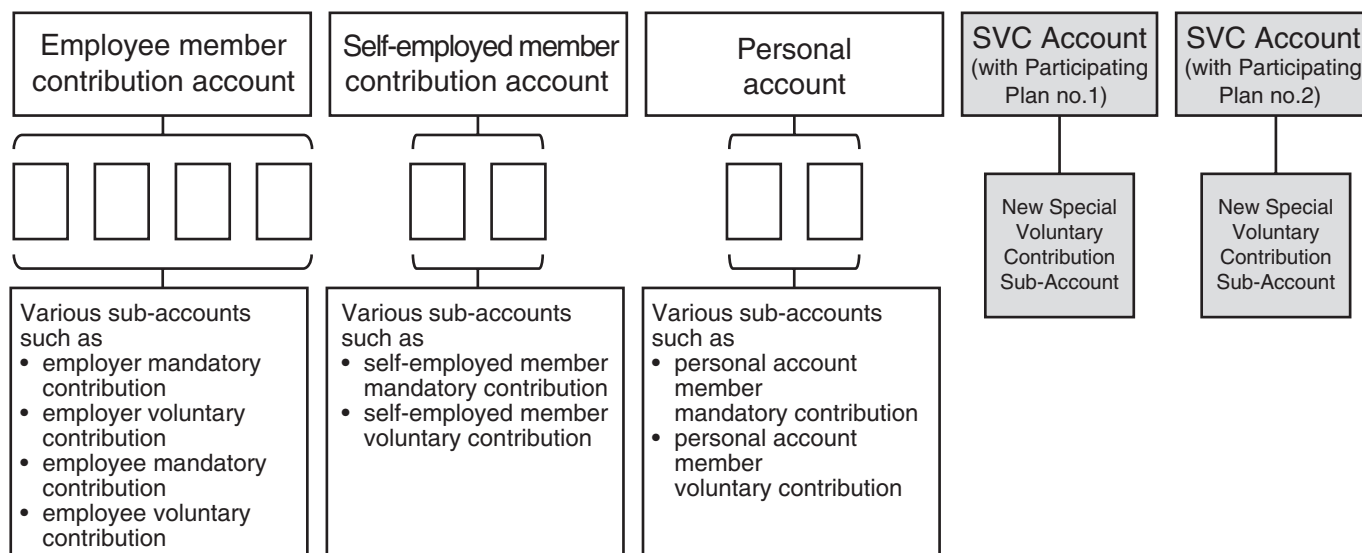 Employee member
contribution account
Self-employed member
contribution account
Personal
account
SVC Account
(with Participating
Plan no.1)
SVC Account
(with Participating
Plan no.2)
New Special
Voluntary
Contribution
Sub-Account
New Special
Voluntary
Contribution
Sub-Account
Various sub-accounts
such as
• employer mandatory
contribution
• employer voluntary
contribution
• employee mandatory
contribution
• employee voluntary
contribution
Various sub-accounts
such as
• self-employed member
mandatory contribution
• self-employed member
voluntary contribution
Various sub-accounts
such as
• personal account
member
mandatory contribution
• personal account
member
voluntary contribution